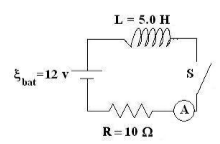 L = 5.0 H
S
ξbat=12 v
A
R=10 Ω